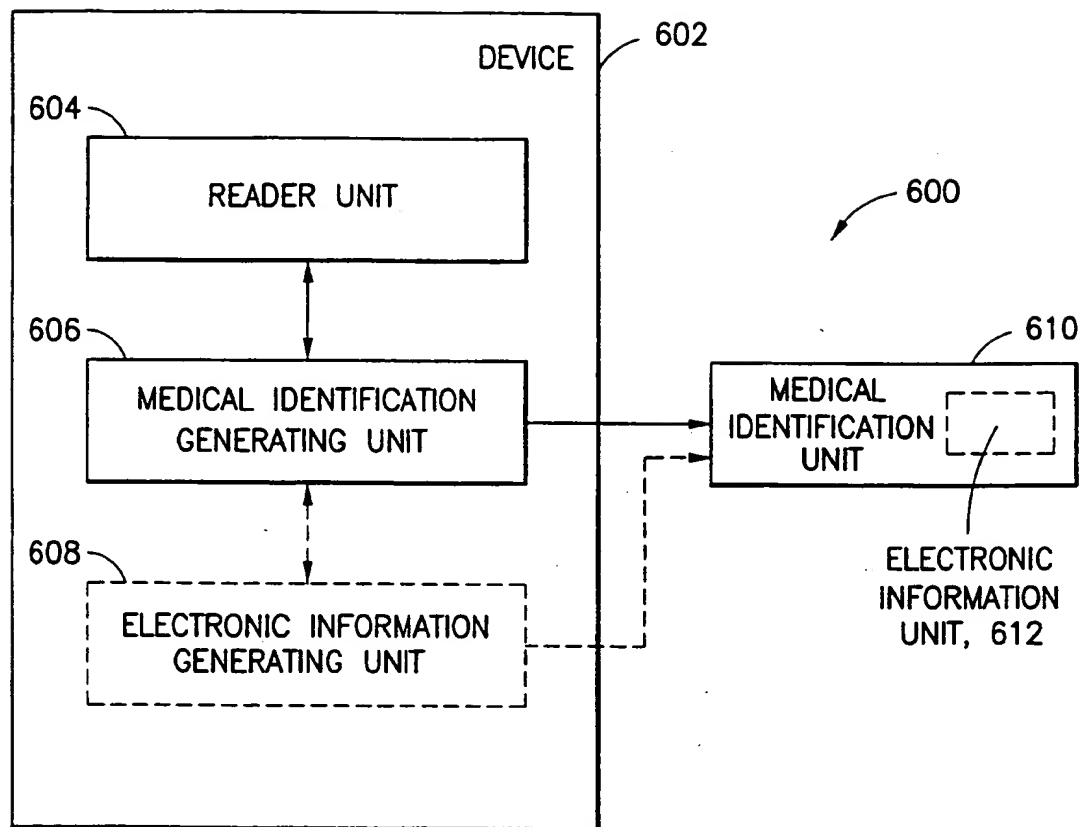 DEVICE
602
604
READER UNIT
600
606
MEDICAL IDENTIFICATION
GENERATING UNIT
610
MEDICAL
IDENTIFICATION
UNIT
608
ELECTRONIC INFORMATION
GENERATING UNIT
ELECTRONIC
INFORMATION
UNIT, 612